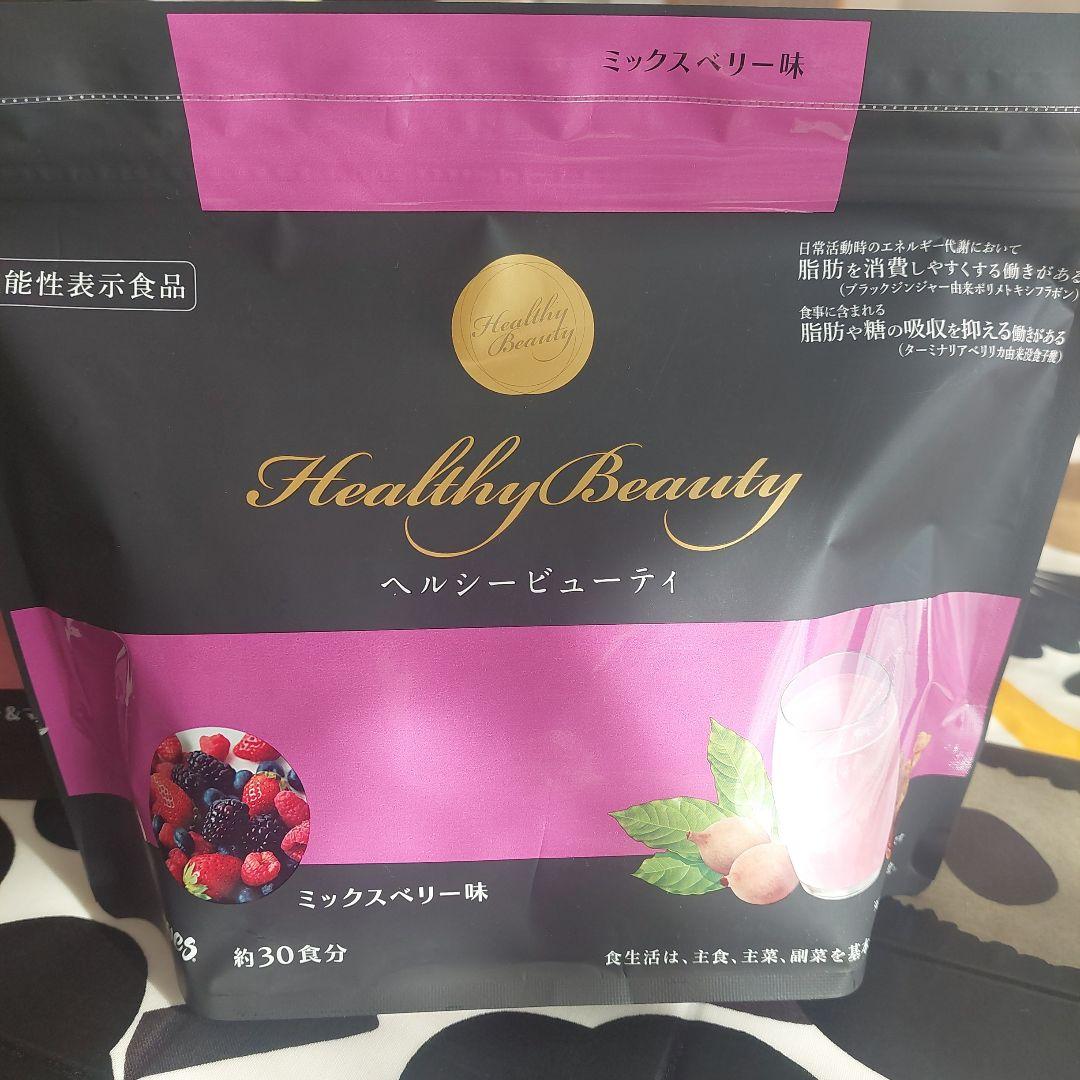 ミックスベリー味
能性表示食品
日常活動時のエネルギー代謝において
脂肪を消費しやすくする働きがある
(ブラックジンジャー由来ポリメトキシフラボン)
食事に含まれる
脂肪や糖の吸収を抑える働きがある
(ターミナリアベリリカ由来没食子酸)
Healthy
Beauty
Healthy Beauty
ヘルシービューティ
ミックスベリー味
約30食分
食生活は、主食、主菜、副菜を基